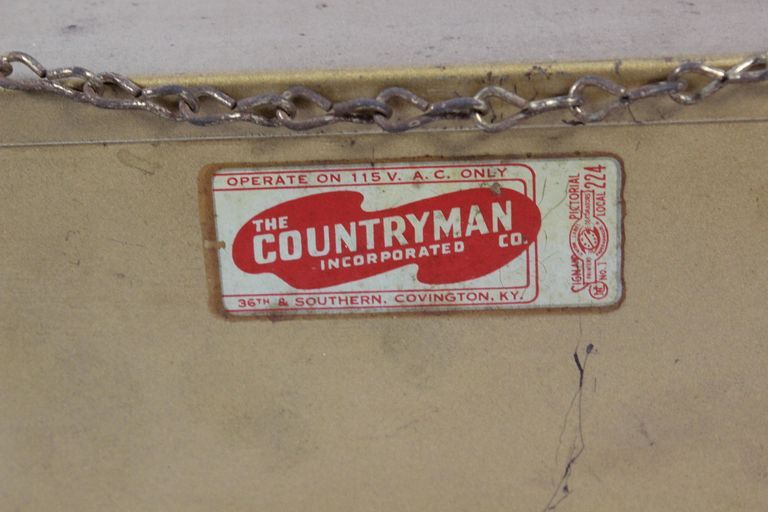 OPERATE ON 115 V. A.C. ONLY
THE
COUNTRYMAN
INCORPORATED CO.
36TH & SOUTHERN, COVINGTON, KY.
PICTORIAL
LOCAL 224
NO. 1